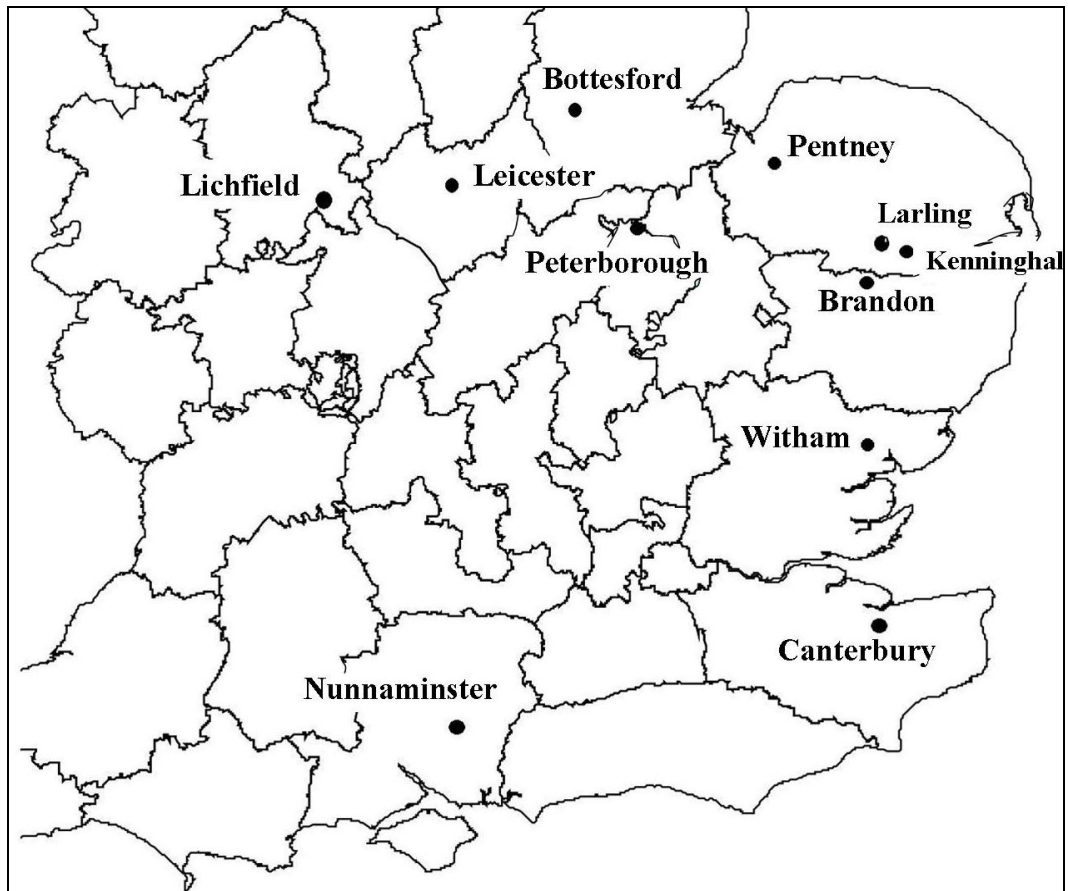 Bottesford
Pentney
Lichfield
Leicester
Larling
Peterborough
Kenninghal
Brandon
Witham
Canterbury
Nunnaminster